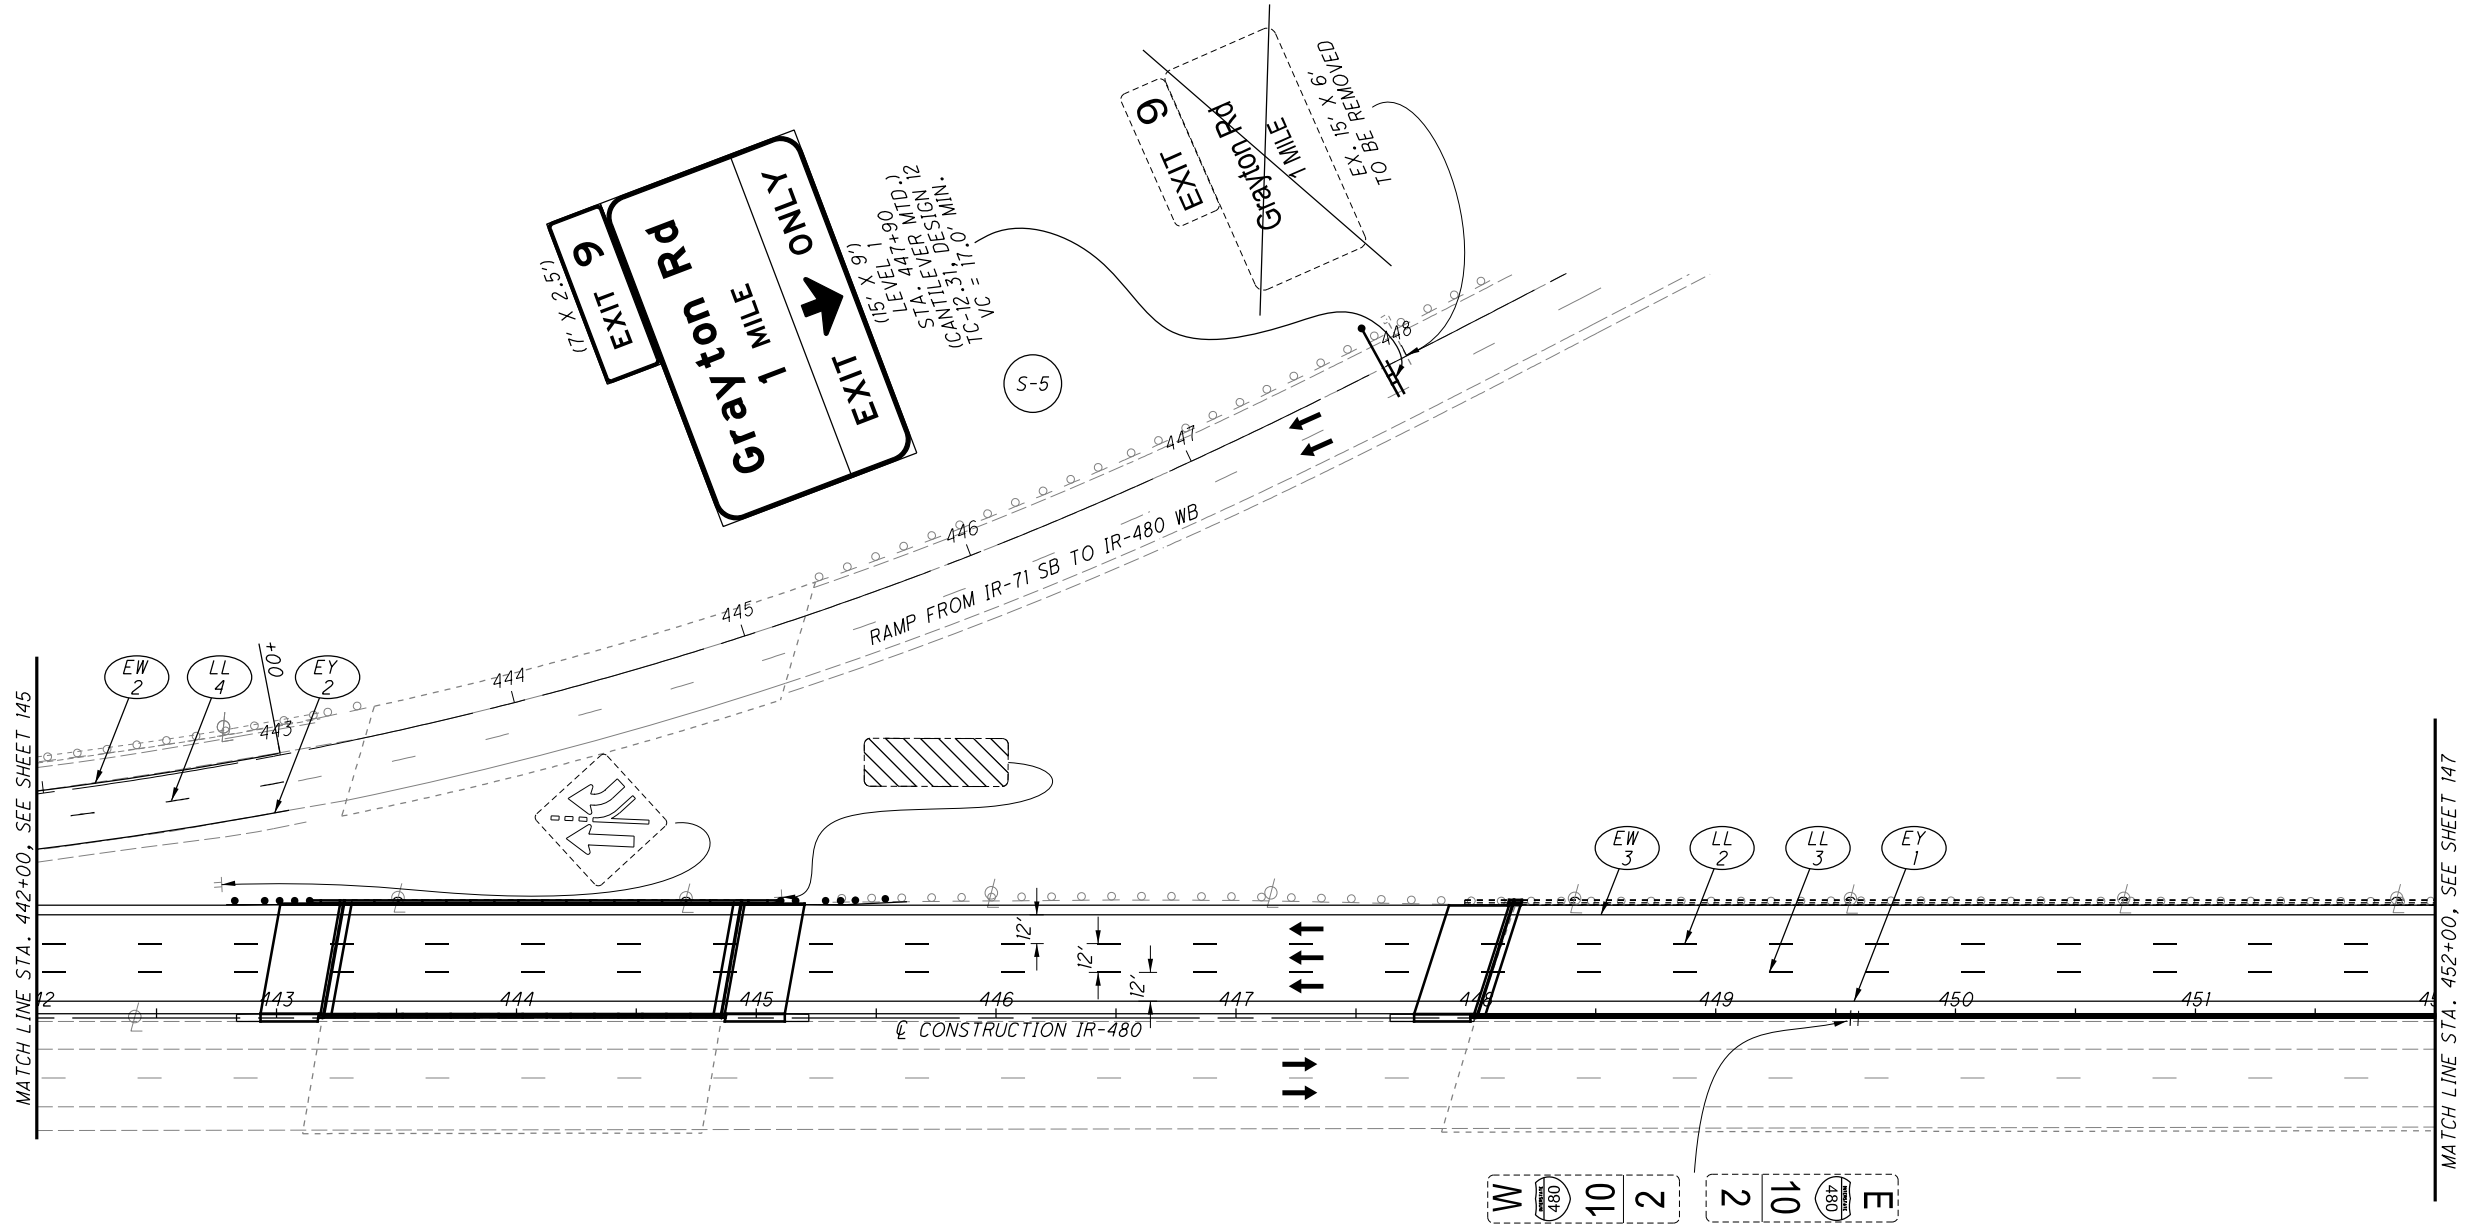 EXIT 9
Grayton Rd
1 MILE
EX. 15' X 6'
TO BE REMOVED
(7' X 2.5')
EXIT 9
Grayton Rd
1 MILE
EXIT ONLY
(15' X 9')
LEVEL 1
STA. 447+90
(CANTILEVER MTD.)
TC-12.31, DESIGN 12
VC = 17.0' MIN.
S-5
448
447
446
445
444
443
+00
RAMP FROM IR-71 SB TO IR-480 WB
EW
2
LL
4
EY
2
EW
3
LL
2
LL
3
EY
1
12'
12'
12'
443
444
445
446
447
448
449
450
451
℄ CONSTRUCTION IR-480
MATCH LINE STA. 442+00, SEE SHEET 145
MATCH LINE STA. 452+00, SEE SHEET 147
W 480 10 2
2 10 480 E